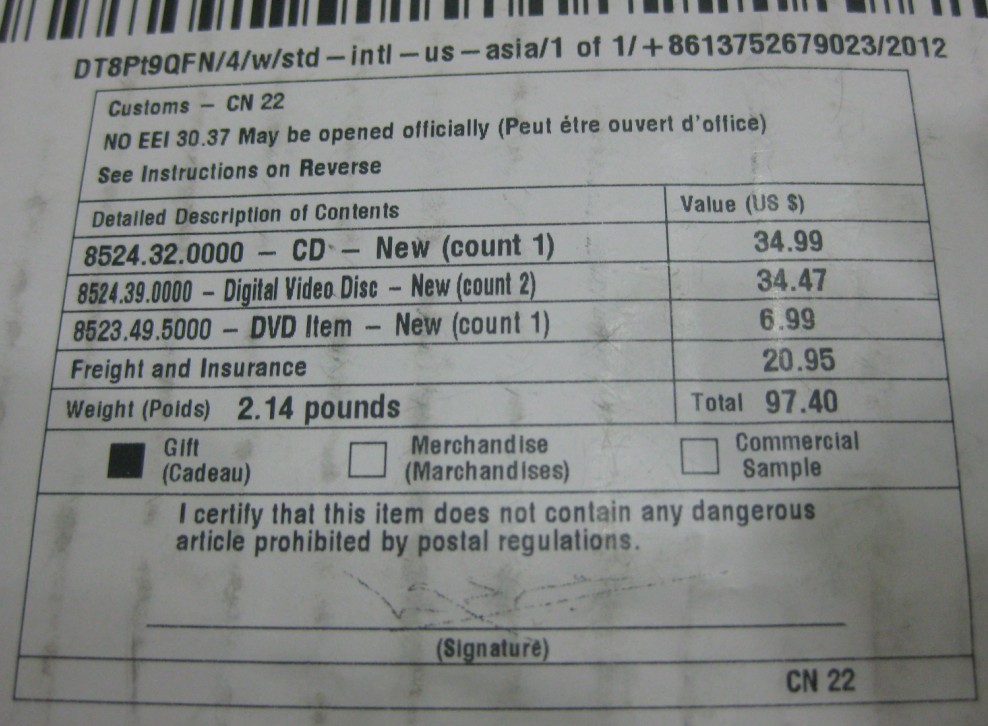 DT8Pt9QFN/4/w/std-intl-us-asia/1 of 1/+8613752679023/2012
Customs - CN 22
NO EEI 30.37 May be opened officially (Peut étre ouvert d'office)
See Instructions on Reverse
Detailed Description of Contents Value (US $)
8524.32.0000 - CD - New (count 1) 34.99
8524.39.0000 - Digital Video Disc - New (count 2) 34.47
8523.49.5000 - DVD Item - New (count 1) 6.99
Freight and Insurance 20.95
Weight (Poids) 2.14 pounds Total 97.40
Gift Merchandise Commercial
(Cadeau) (Marchandises) Sample
I certify that this item does not contain any dangerous
article prohibited by postal regulations.
(Signature)
CN 22